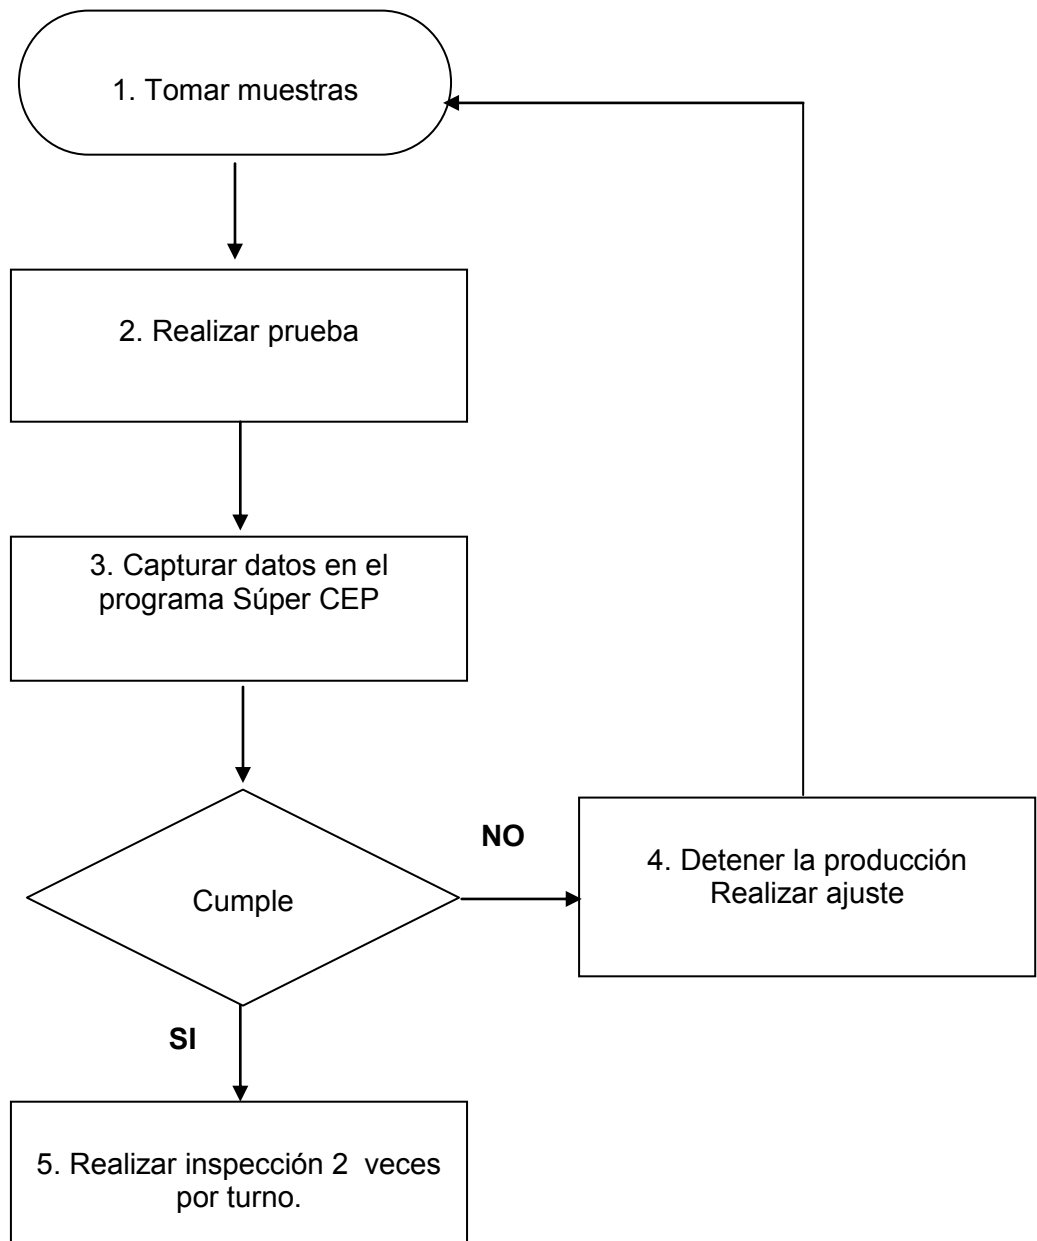 1. Tomar muestras
2. Realizar prueba
3. Capturar datos en el
programa Súper CEP
Cumple
NO
4. Detener la producción
Realizar ajuste
SI
5. Realizar inspección 2 veces
por turno.